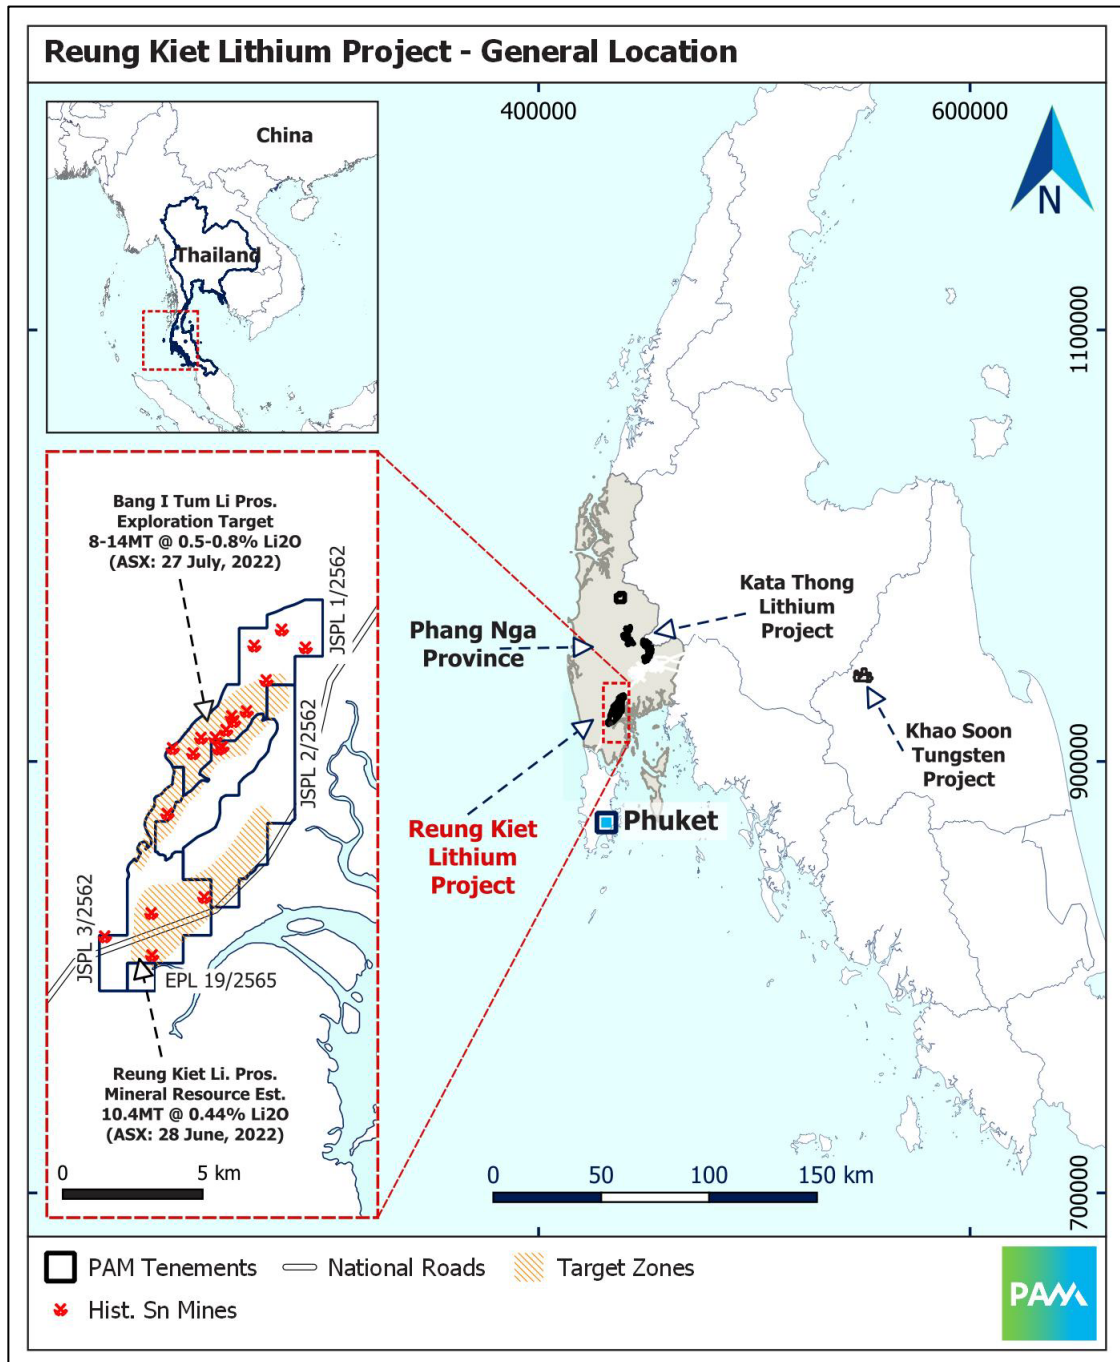 Reung Kiet Lithium Project - General Location
400000
600000
China
Thailand
N
1100000
900000
700000
Bang I Tum Li Pros.
Exploration Target
8-14MT @ 0.5-0.8% Li2O
(ASX: 27 July, 2022)
JSPL 1/2562
JSPL 2/2562
JSPL 3/2562
EPL 19/2565
Reung Kiet Li. Pros.
Mineral Resource Est.
10.4MT @ 0.44% Li2O
(ASX: 28 June, 2022)
0 5 km
Phang Nga
Province
Kata Thong
Lithium
Project
Khao Soon
Tungsten
Project
Reung Kiet
Lithium
Project
Phuket
0 50 100 150 km
PAM Tenements
National Roads
Target Zones
Hist. Sn Mines
PAM